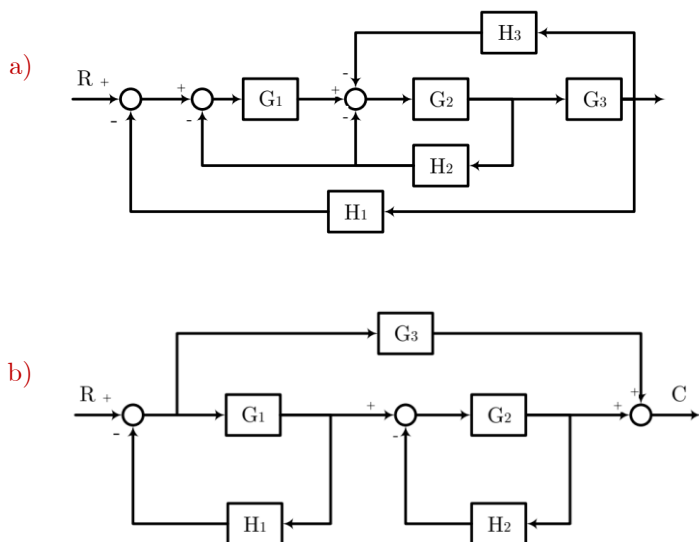 a)
R + - + - G1 + - - G2 G3
H3
H2
H1
b)
R + - G1 + - G2 + + C
G3
H1
H2